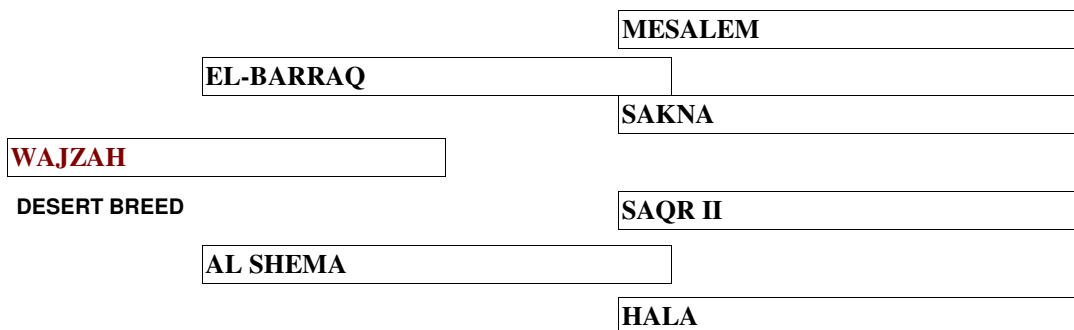 MESALEM
EL-BARRAQ
SAKNA
WAJZAH
DESERT BREED
SAQR II
AL SHEMA
HALA